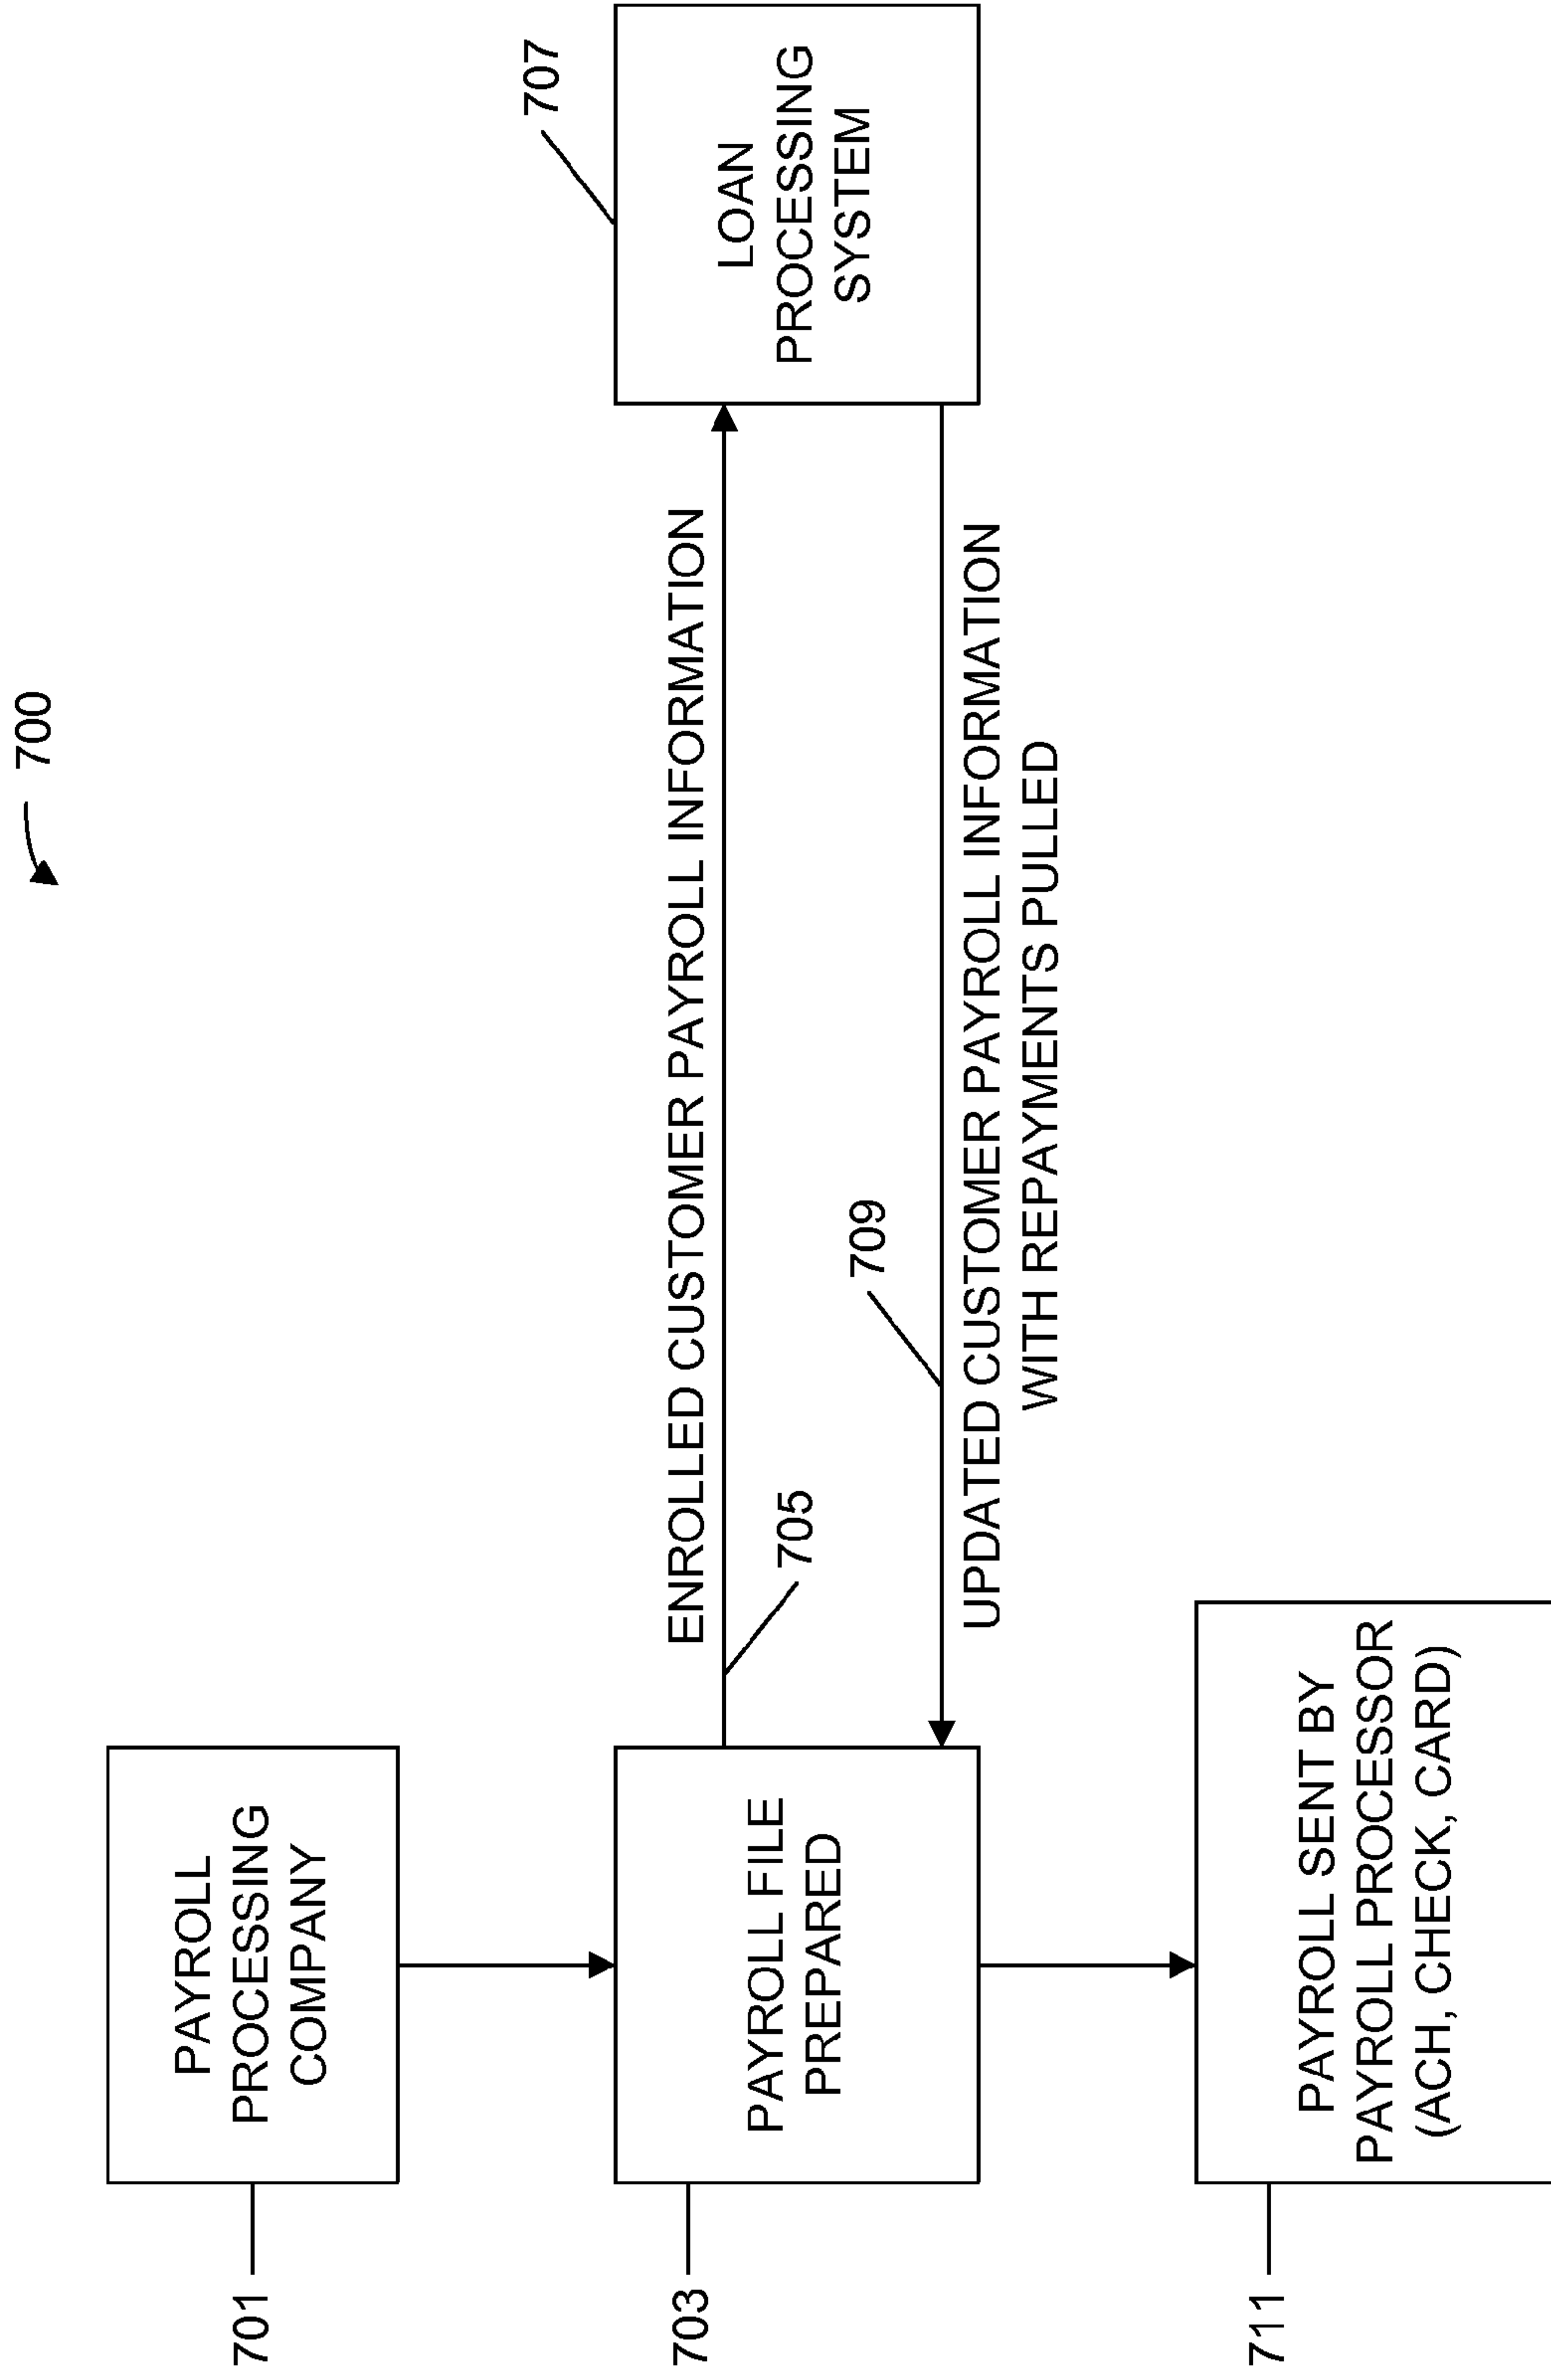 700
701
PAYROLL
PROCESSING
COMPANY
703
PAYROLL FILE
PREPARED
ENROLLED CUSTOMER PAYROLL INFORMATION
705
707
LOAN
PROCESSING
SYSTEM
709
UPDATED CUSTOMER PAYROLL INFORMATION
WITH REPAYMENTS PULLED
711
PAYROLL SENT BY
PAYROLL PROCESSOR
(ACH, CHECK, CARD)